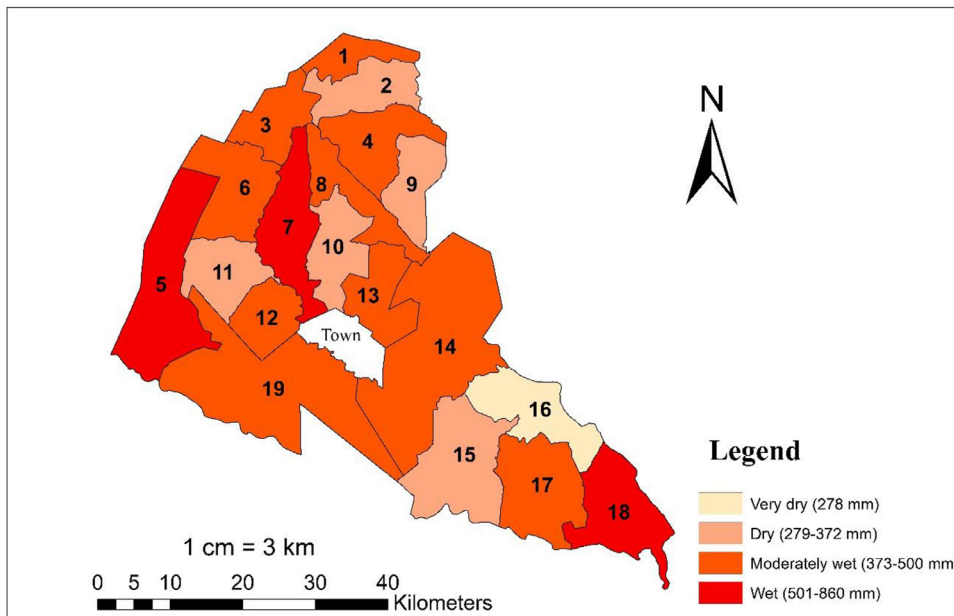 1
2
N
3
4
6
8
9
7
10
11
5
13
12
Town
14
19
16
15
Legend
17
18
Very dry (278 mm)
Dry (279-372 mm)
1 cm = 3 km
Moderately wet (373-500 mm
0 5 10 20 30 40
Kilometers
Wet (501-860 mm)